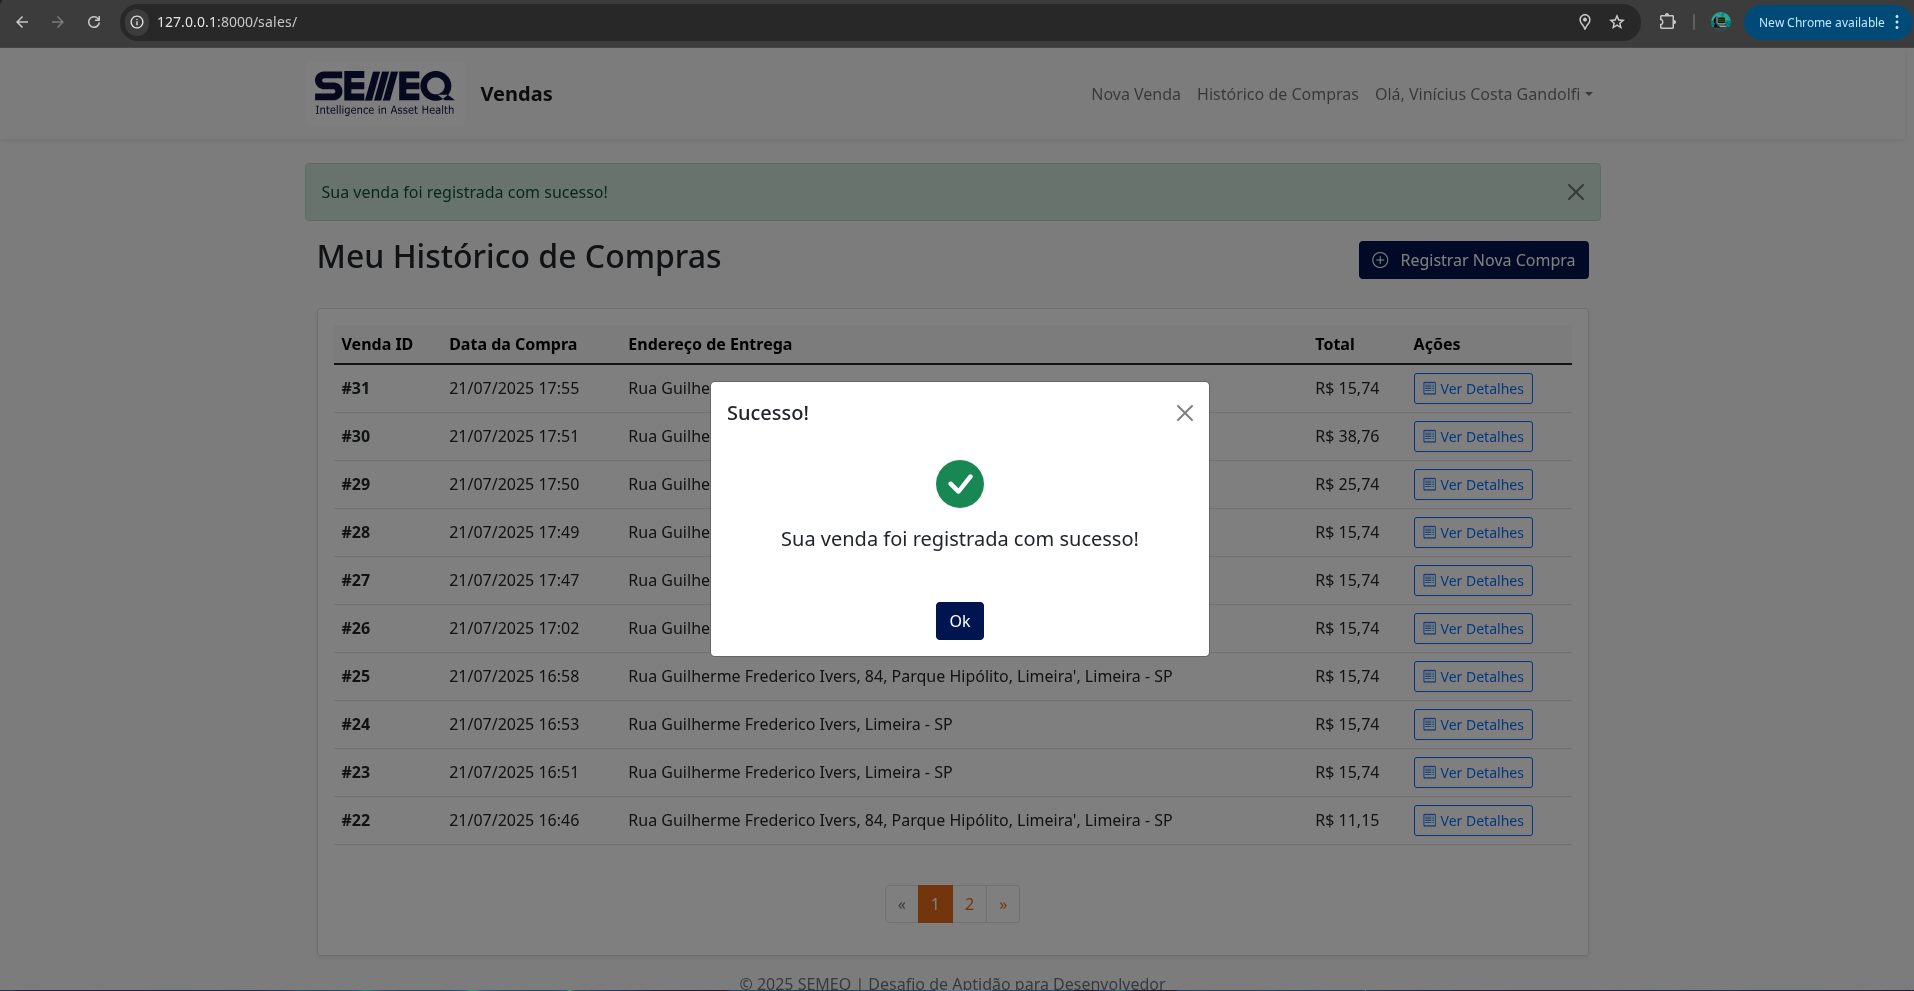 127.0.0.1:8000/sales/
New Chrome available
SEMEQ
Intelligence in Asset Health
Vendas
Nova Venda
Histórico de Compras
Olá, Vinícius Costa Gandolfi
Sua venda foi registrada com sucesso!
Meu Histórico de Compras
Registrar Nova Compra
Venda ID Data da Compra Endereço de Entrega Total Ações
#31 21/07/2025 17:55 Rua Guilhe R$ 15,74 Ver Detalhes
#30 21/07/2025 17:51 Rua Guilhe R$ 38,76 Ver Detalhes
#29 21/07/2025 17:50 Rua Guilhe R$ 25,74 Ver Detalhes
#28 21/07/2025 17:49 Rua Guilhe R$ 15,74 Ver Detalhes
#27 21/07/2025 17:47 Rua Guilhe R$ 15,74 Ver Detalhes
#26 21/07/2025 17:02 Rua Guilhe R$ 15,74 Ver Detalhes
#25 21/07/2025 16:58 Rua Guilherme Frederico Ivers, 84, Parque Hipólito, Limeira', Limeira - SP R$ 15,74 Ver Detalhes
#24 21/07/2025 16:53 Rua Guilherme Frederico Ivers, Limeira - SP R$ 15,74 Ver Detalhes
#23 21/07/2025 16:51 Rua Guilherme Frederico Ivers, Limeira - SP R$ 15,74 Ver Detalhes
#22 21/07/2025 16:46 Rua Guilherme Frederico Ivers, 84, Parque Hipólito, Limeira', Limeira - SP R$ 11,15 Ver Detalhes
Sucesso!
Sua venda foi registrada com sucesso!
Ok
« 1 2 »
© 2025 SEMEQ | Desafio de Aptidão para Desenvolvedor